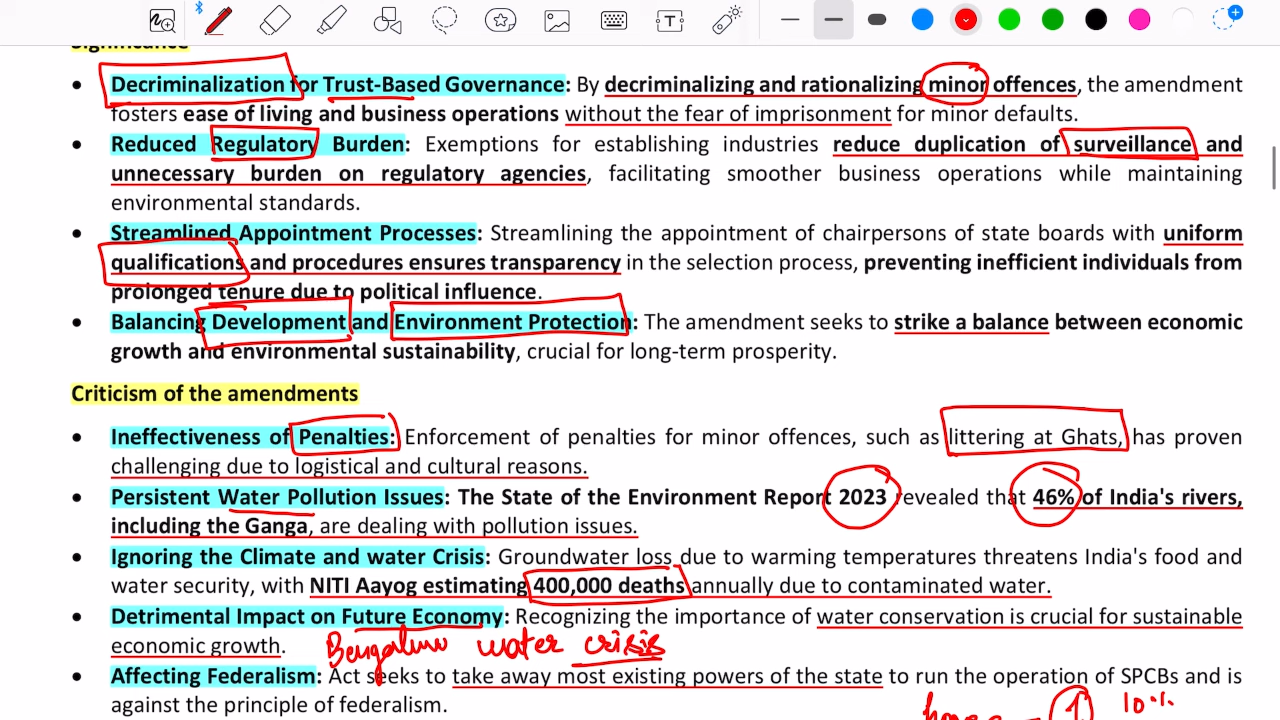 T
Significance
• Decriminalization for Trust-Based Governance: By decriminalizing and rationalizing minor offences, the amendment
fosters ease of living and business operations without the fear of imprisonment for minor defaults.
• Reduced Regulatory Burden: Exemptions for establishing industries reduce duplication of surveillance and
unnecessary burden on regulatory agencies, facilitating smoother business operations while maintaining
environmental standards.
• Streamlined Appointment Processes: Streamlining the appointment of chairpersons of state boards with uniform
qualifications and procedures ensures transparency in the selection process, preventing inefficient individuals from
prolonged tenure due to political influence.
• Balancing Development and Environment Protection: The amendment seeks to strike a balance between economic
growth and environmental sustainability, crucial for long-term prosperity.
Criticism of the amendments
• Ineffectiveness of Penalties: Enforcement of penalties for minor offences, such as littering at Ghats, has proven
challenging due to logistical and cultural reasons.
• Persistent Water Pollution Issues: The State of the Environment Report 2023 revealed that 46% of India's rivers,
including the Ganga, are dealing with pollution issues.
• Ignoring the Climate and water Crisis: Groundwater loss due to warming temperatures threatens India's food and
water security, with NITI Aayog estimating 400,000 deaths annually due to contaminated water.
• Detrimental Impact on Future Economy: Recognizing the importance of water conservation is crucial for sustainable
economic growth.
Bengaluru water crisis
• Affecting Federalism: Act seeks to take away most existing powers of the state to run the operation of SPCBs and is
against the principle of federalism.
10%